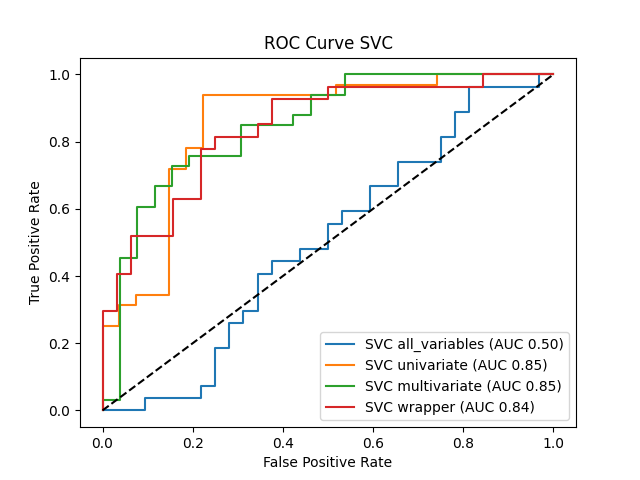 ROC Curve SVC
True Positive Rate
1.0
0.8
0.6
0.4
0.2
0.0
SVC all_variables (AUC 0.50)
SVC univariate (AUC 0.85)
SVC multivariate (AUC 0.85)
SVC wrapper (AUC 0.84)
0.0 0.2 0.4 0.6 0.8 1.0
False Positive Rate